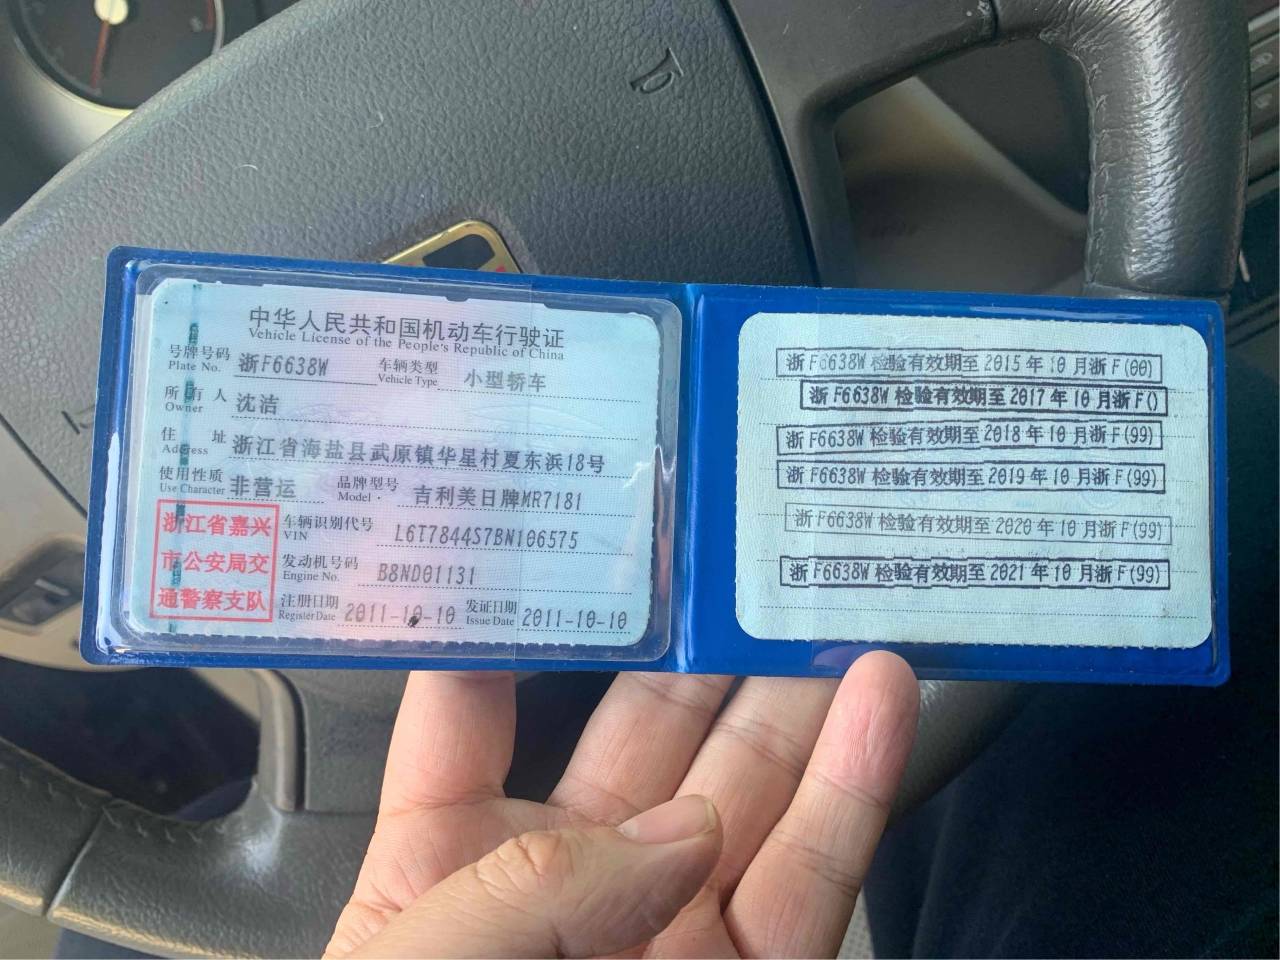 中华人民共和国机动车行驶证
Vehicle License of the People's Republic of China
号牌号码 浙F6638W 车辆类型 小型轿车
Plate No. Vehicle Type
所有人 沈洁
Owner
住址 浙江省海盐县武原镇华星村夏东浜18号
Address
使用性质 非营运 品牌型号 吉利美日牌MR7181
Use Character Model
浙江省嘉兴
市公安局交
通警察支队
车辆识别代号 L6T7844S7BN106575
VIN
发动机号码 B8ND01131
Engine No.
注册日期 2011-10-10 发证日期 2011-10-10
Register Date Issue Date
浙F6638W 检验有效期至 2015 年 10 月浙F(00)
浙F6638W 检验有效期至 2017 年 10 月浙F()
浙F6638W 检验有效期至 2018 年 10 月浙F(99)
浙F6638W 检验有效期至 2019 年 10 月浙F(99)
浙F6638W 检验有效期至 2020 年 10 月浙F(99)
浙F6638W 检验有效期至 2021 年 10 月浙F(99)